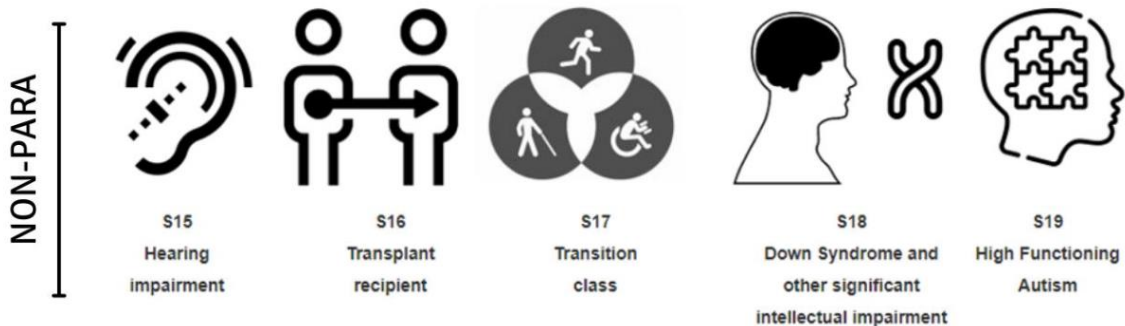 NON-PARA
S15
Hearing
impairment
S16
Transplant
recipient
S17
Transition
class
S18
Down Syndrome and
other significant
intellectual impairment
S19
High Functioning
Autism